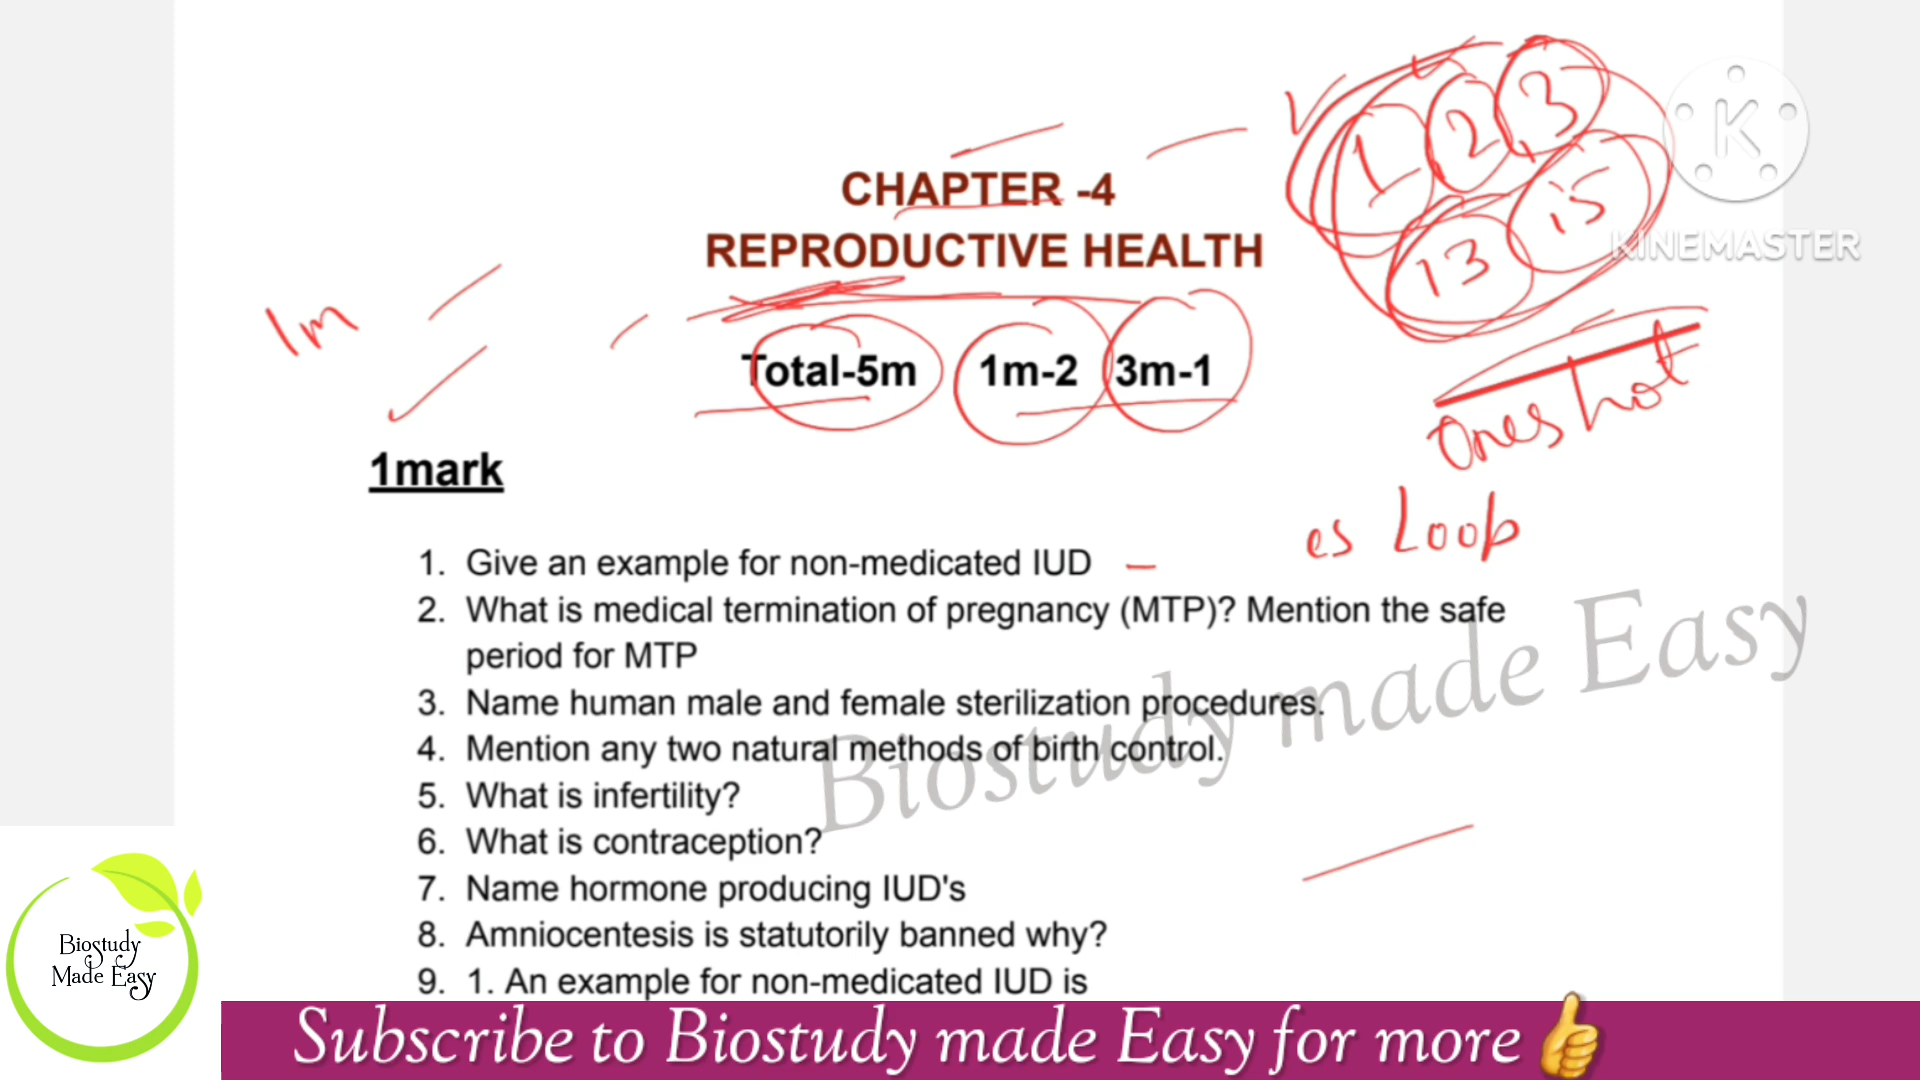 1 2 3
13 15
K
KINEMASTER
CHAPTER -4
REPRODUCTIVE HEALTH
1m
Total-5m 1m-2 3m-1
Oneshot
1mark
es Loop
1. Give an example for non-medicated IUD -
2. What is medical termination of pregnancy (MTP)? Mention the safe
period for MTP
3. Name human male and female sterilization procedures.
4. Mention any two natural methods of birth control.
5. What is infertility?
6. What is contraception?
7. Name hormone producing IUD's
8. Amniocentesis is statutorily banned why?
9. 1. An example for non-medicated IUD is
Biostudy made Easy
Biostudy
Made Easy
Subscribe to Biostudy made Easy for more